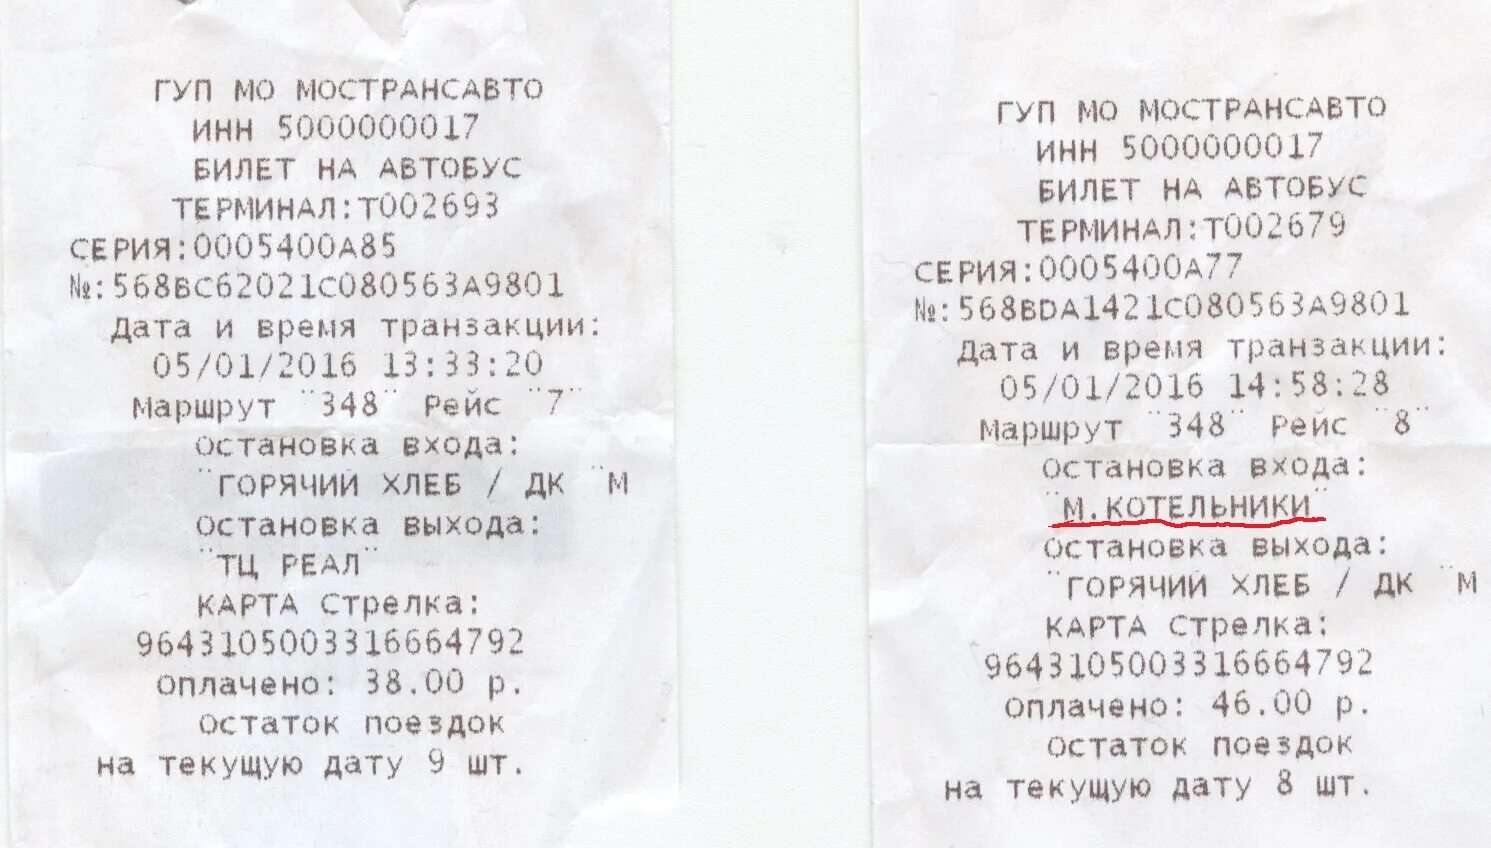 ГУП МО МОСТРАНСАВТО
ИНН 5000000017
БИЛЕТ НА АВТОБУС
ТЕРМИНАЛ:Т002693
СЕРИЯ:0005400А85
№:568BC62021C080563A9801
Дата и время транзакции:
05/01/2016 13:33:20
Маршрут "348" Рейс "7"
Остановка входа:
"ГОРЯЧИЙ ХЛЕБ / ДК "М
Остановка выхода:
"ТЦ РЕАЛ"
КАРТА Стрелка:
9643105003316664792
Оплачено: 38.00 р.
Остаток поездок
на текущую дату 9 шт.
ГУП МО МОСТРАНСАВТО
ИНН 5000000017
БИЛЕТ НА АВТОБУС
ТЕРМИНАЛ:Т002679
СЕРИЯ:0005400А77
№:568BDA1421C080563A9801
Дата и время транзакции:
05/01/2016 14:58:28
Маршрут "348" Рейс "8"
Остановка входа:
"М.КОТЕЛЬНИКИ"
Остановка выхода:
"ГОРЯЧИЙ ХЛЕБ / ДК "М
КАРТА Стрелка:
9643105003316664792
Оплачено: 46.00 р.
Остаток поездок
на текущую дату 8 шт.